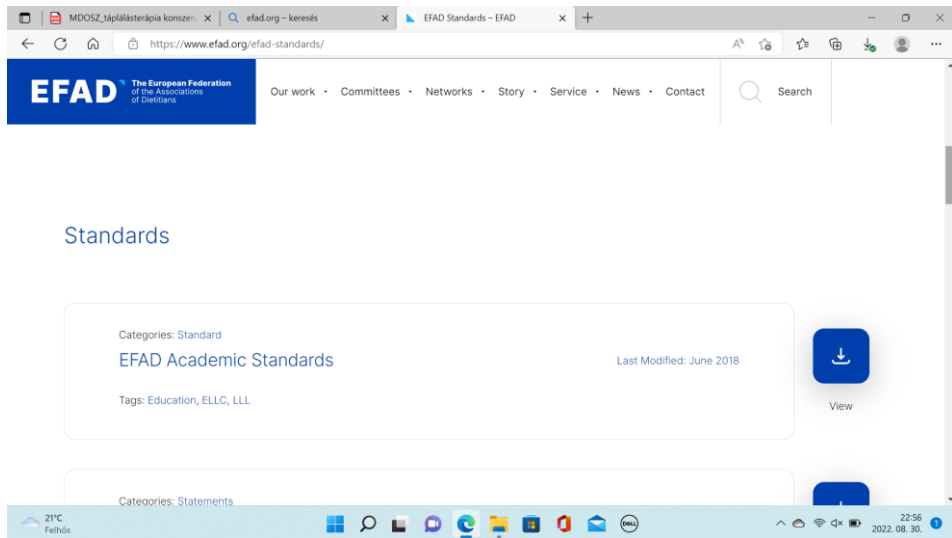 MDOSZ_táplálásterápia konszen
efad.org – keresés
EFAD Standards – EFAD
https://www.efad.org/efad-standards/
EFAD
The European Federation
of the Associations
of Dietitians
Our work • Committees • Networks • Story • Service • News • Contact
Search
Standards
Categories: Standard
EFAD Academic Standards
Last Modified: June 2018
Tags: Education, ELLC, LLL
View
Categories: Statements
21°C
Felhős
DELL
22:56
2022. 08. 30.
1